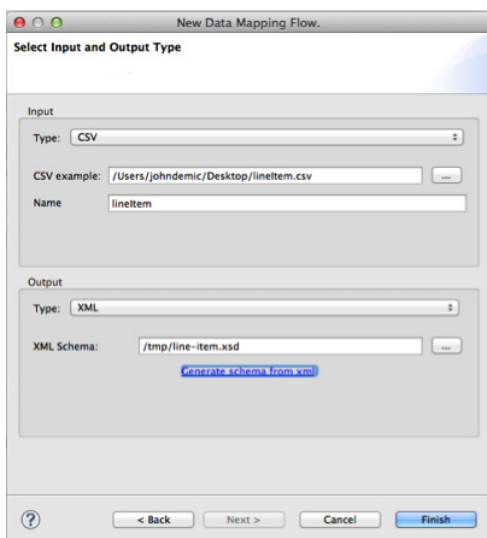 New Data Mapping Flow.
Select Input and Output Type
Input
Type: CSV
CSV example: /Users/johndemic/Desktop/lineItem.csv ...
Name lineItem
Output
Type: XML
XML Schema: /tmp/line-item.xsd ...
Generate schema from xml
? < Back Next > Cancel Finish